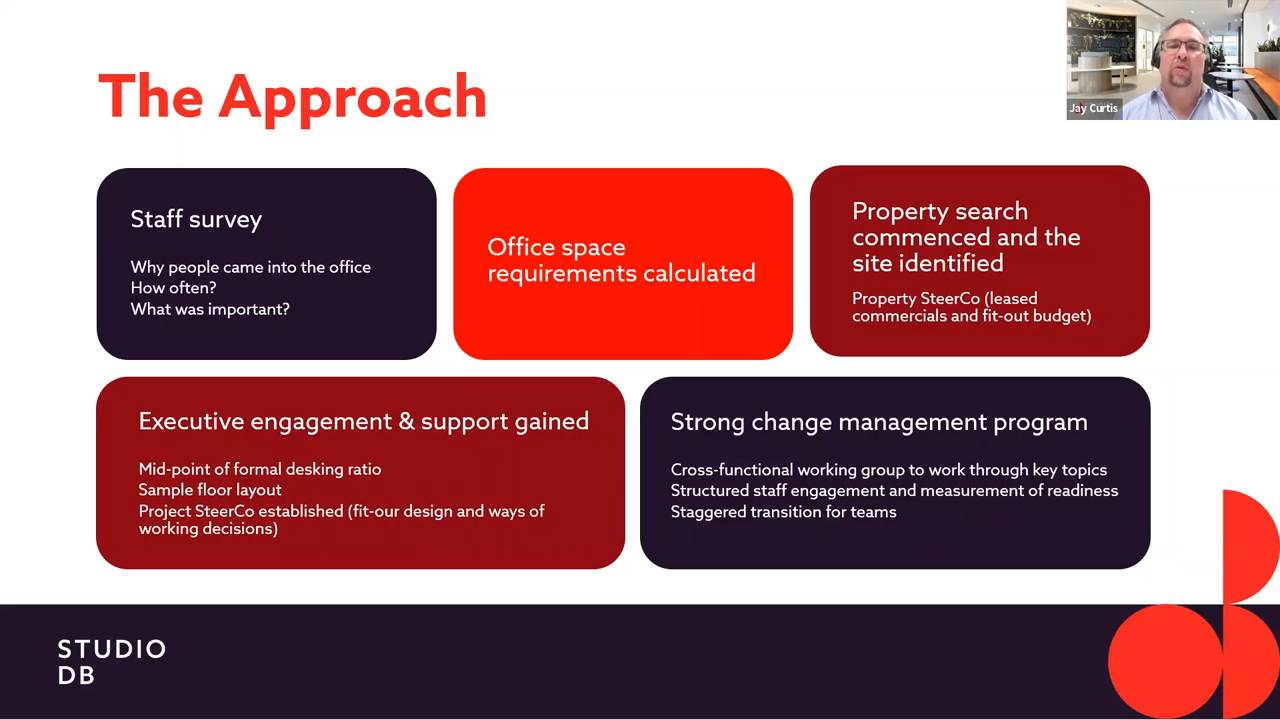 The Approach
Jay Curtis
Staff survey
Why people came into the office
How often?
What was important?
Office space
requirements calculated
Property search
commenced and the
site identified
Property SteerCo (leased
commercials and fit-out budget)
Executive engagement & support gained
Mid-point of formal desking ratio
Sample floor layout
Project SteerCo established (fit-our design and ways of
working decisions)
Strong change management program
Cross-functional working group to work through key topics
Structured staff engagement and measurement of readiness
Staggered transition for teams
STUDIO
DB